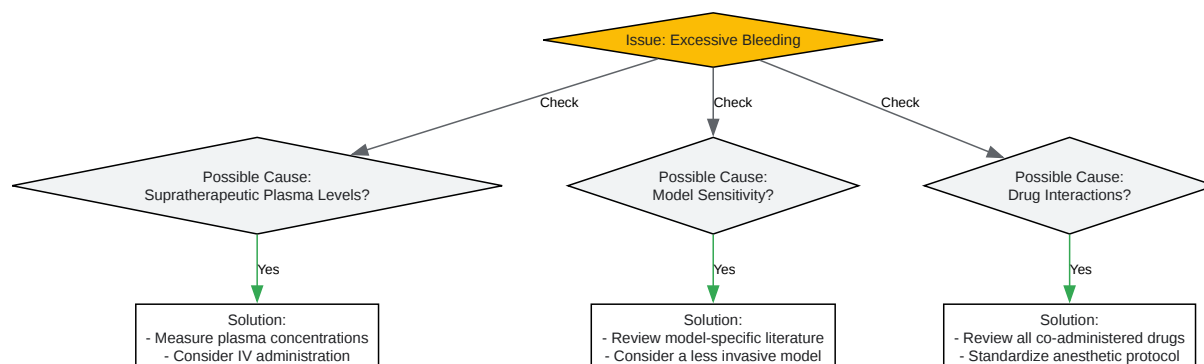 Issue: Excessive Bleeding
Check
Check
Check
Possible Cause:
Supratherapeutic Plasma Levels?
Possible Cause:
Model Sensitivity?
Possible Cause:
Drug Interactions?
Yes
Yes
Yes
Solution:
- Measure plasma concentrations
- Consider IV administration
Solution:
- Review model-specific literature
- Consider a less invasive model
Solution:
- Review all co-administered drugs
- Standardize anesthetic protocol